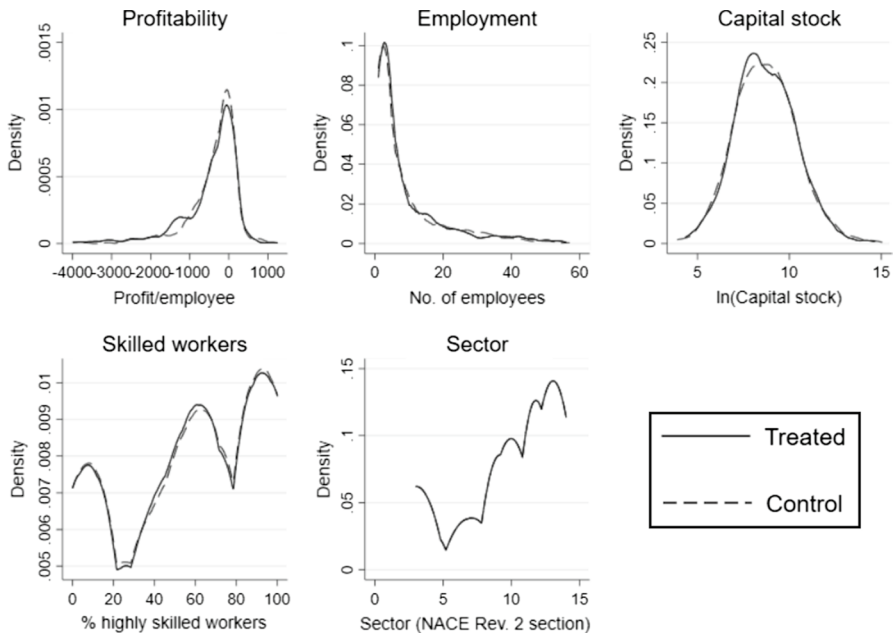 Profitability
Employment
Capital stock
.0015
.001
.0005
0
Density
-4000-3000-2000-1000 0 1000
Profit/employee
.1
.08
.06
.04
.02
0
Density
0 20 40 60
No. of employees
.25
.2
.15
.1
.05
0
Density
5 10 15
ln(Capital stock)
Skilled workers
Sector
.01
.009
.008
.007
.006
.005
Density
0 20 40 60 80 100
% highly skilled workers
.15
.1
.05
0
Density
0 5 10 15
Sector (NACE Rev. 2 section)
Treated
Control